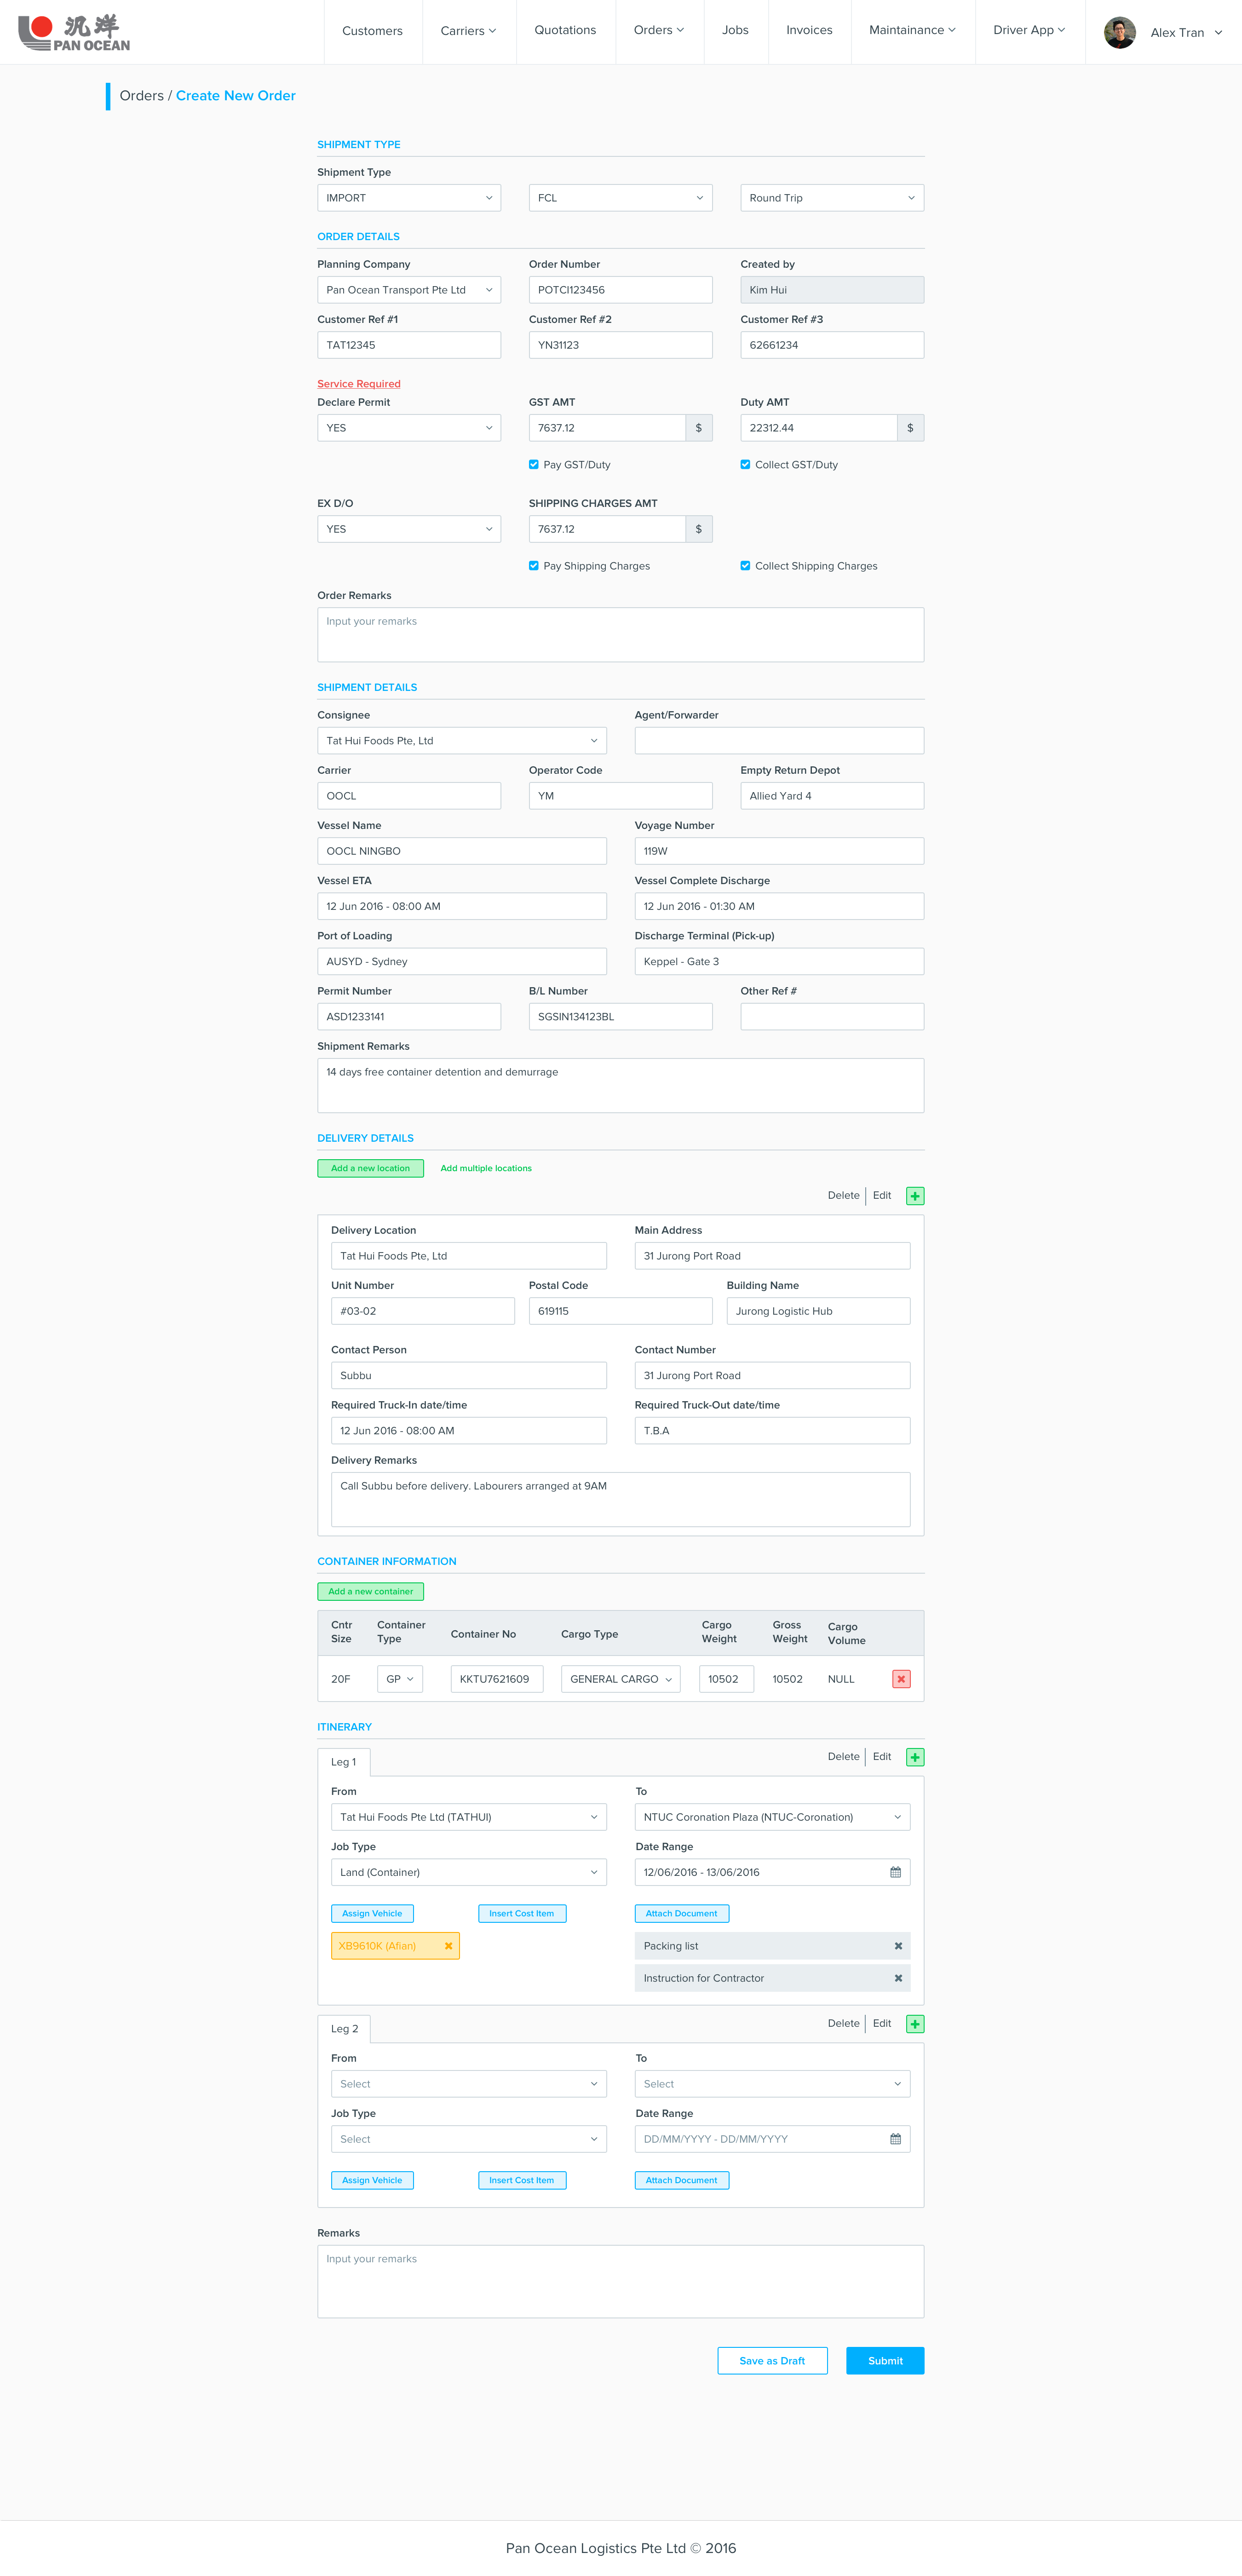 汎洋
PAN OCEAN
Customers
Carriers
Quotations
Orders
Jobs
Invoices
Maintainance
Driver App
Alex Tran
Orders / Create New Order
SHIPMENT TYPE
Shipment Type
IMPORT
FCL
Round Trip
ORDER DETAILS
Planning Company
Order Number
Created by
Pan Ocean Transport Pte Ltd
POTCI123456
Kim Hui
Customer Ref #1
Customer Ref #2
Customer Ref #3
TAT12345
YN31123
62661234
Service Required
Declare Permit
GST AMT
Duty AMT
YES
7637.12
$
22312.44
$
Pay GST/Duty
Collect GST/Duty
EX D/O
SHIPPING CHARGES AMT
YES
7637.12
$
Pay Shipping Charges
Collect Shipping Charges
Order Remarks
Input your remarks
SHIPMENT DETAILS
Consignee
Agent/Forwarder
Tat Hui Foods Pte, Ltd
Carrier
Operator Code
Empty Return Depot
OOCL
YM
Allied Yard 4
Vessel Name
Voyage Number
OOCL NINGBO
119W
Vessel ETA
Vessel Complete Discharge
12 Jun 2016 - 08:00 AM
12 Jun 2016 - 01:30 AM
Port of Loading
Discharge Terminal (Pick-up)
AUSYD - Sydney
Keppel - Gate 3
Permit Number
B/L Number
Other Ref #
ASD1233141
SGSIN134123BL
Shipment Remarks
14 days free container detention and demurrage
DELIVERY DETAILS
Add a new location
Add multiple locations
Delete
Edit
Delivery Location
Main Address
Tat Hui Foods Pte, Ltd
31 Jurong Port Road
Unit Number
Postal Code
Building Name
#03-02
619115
Jurong Logistic Hub
Contact Person
Contact Number
Subbu
31 Jurong Port Road
Required Truck-In date/time
Required Truck-Out date/time
12 Jun 2016 - 08:00 AM
T.B.A
Delivery Remarks
Call Subbu before delivery. Labourers arranged at 9AM
CONTAINER INFORMATION
Add a new container
Cntr Size
Container Type
Container No
Cargo Type
Cargo Weight
Gross Weight
Cargo Volume
20F
GP
KKTU7621609
GENERAL CARGO
10502
10502
NULL
ITINERARY
Leg 1
Delete
Edit
From
To
Tat Hui Foods Pte Ltd (TATHUI)
NTUC Coronation Plaza (NTUC-Coronation)
Job Type
Date Range
Land (Container)
12/06/2016 - 13/06/2016
Assign Vehicle
Insert Cost Item
Attach Document
XB9610K (Afian)
Packing list
Instruction for Contractor
Leg 2
Delete
Edit
From
To
Select
Select
Job Type
Date Range
Select
DD/MM/YYYY - DD/MM/YYYY
Assign Vehicle
Insert Cost Item
Attach Document
Remarks
Input your remarks
Save as Draft
Submit
Pan Ocean Logistics Pte Ltd © 2016